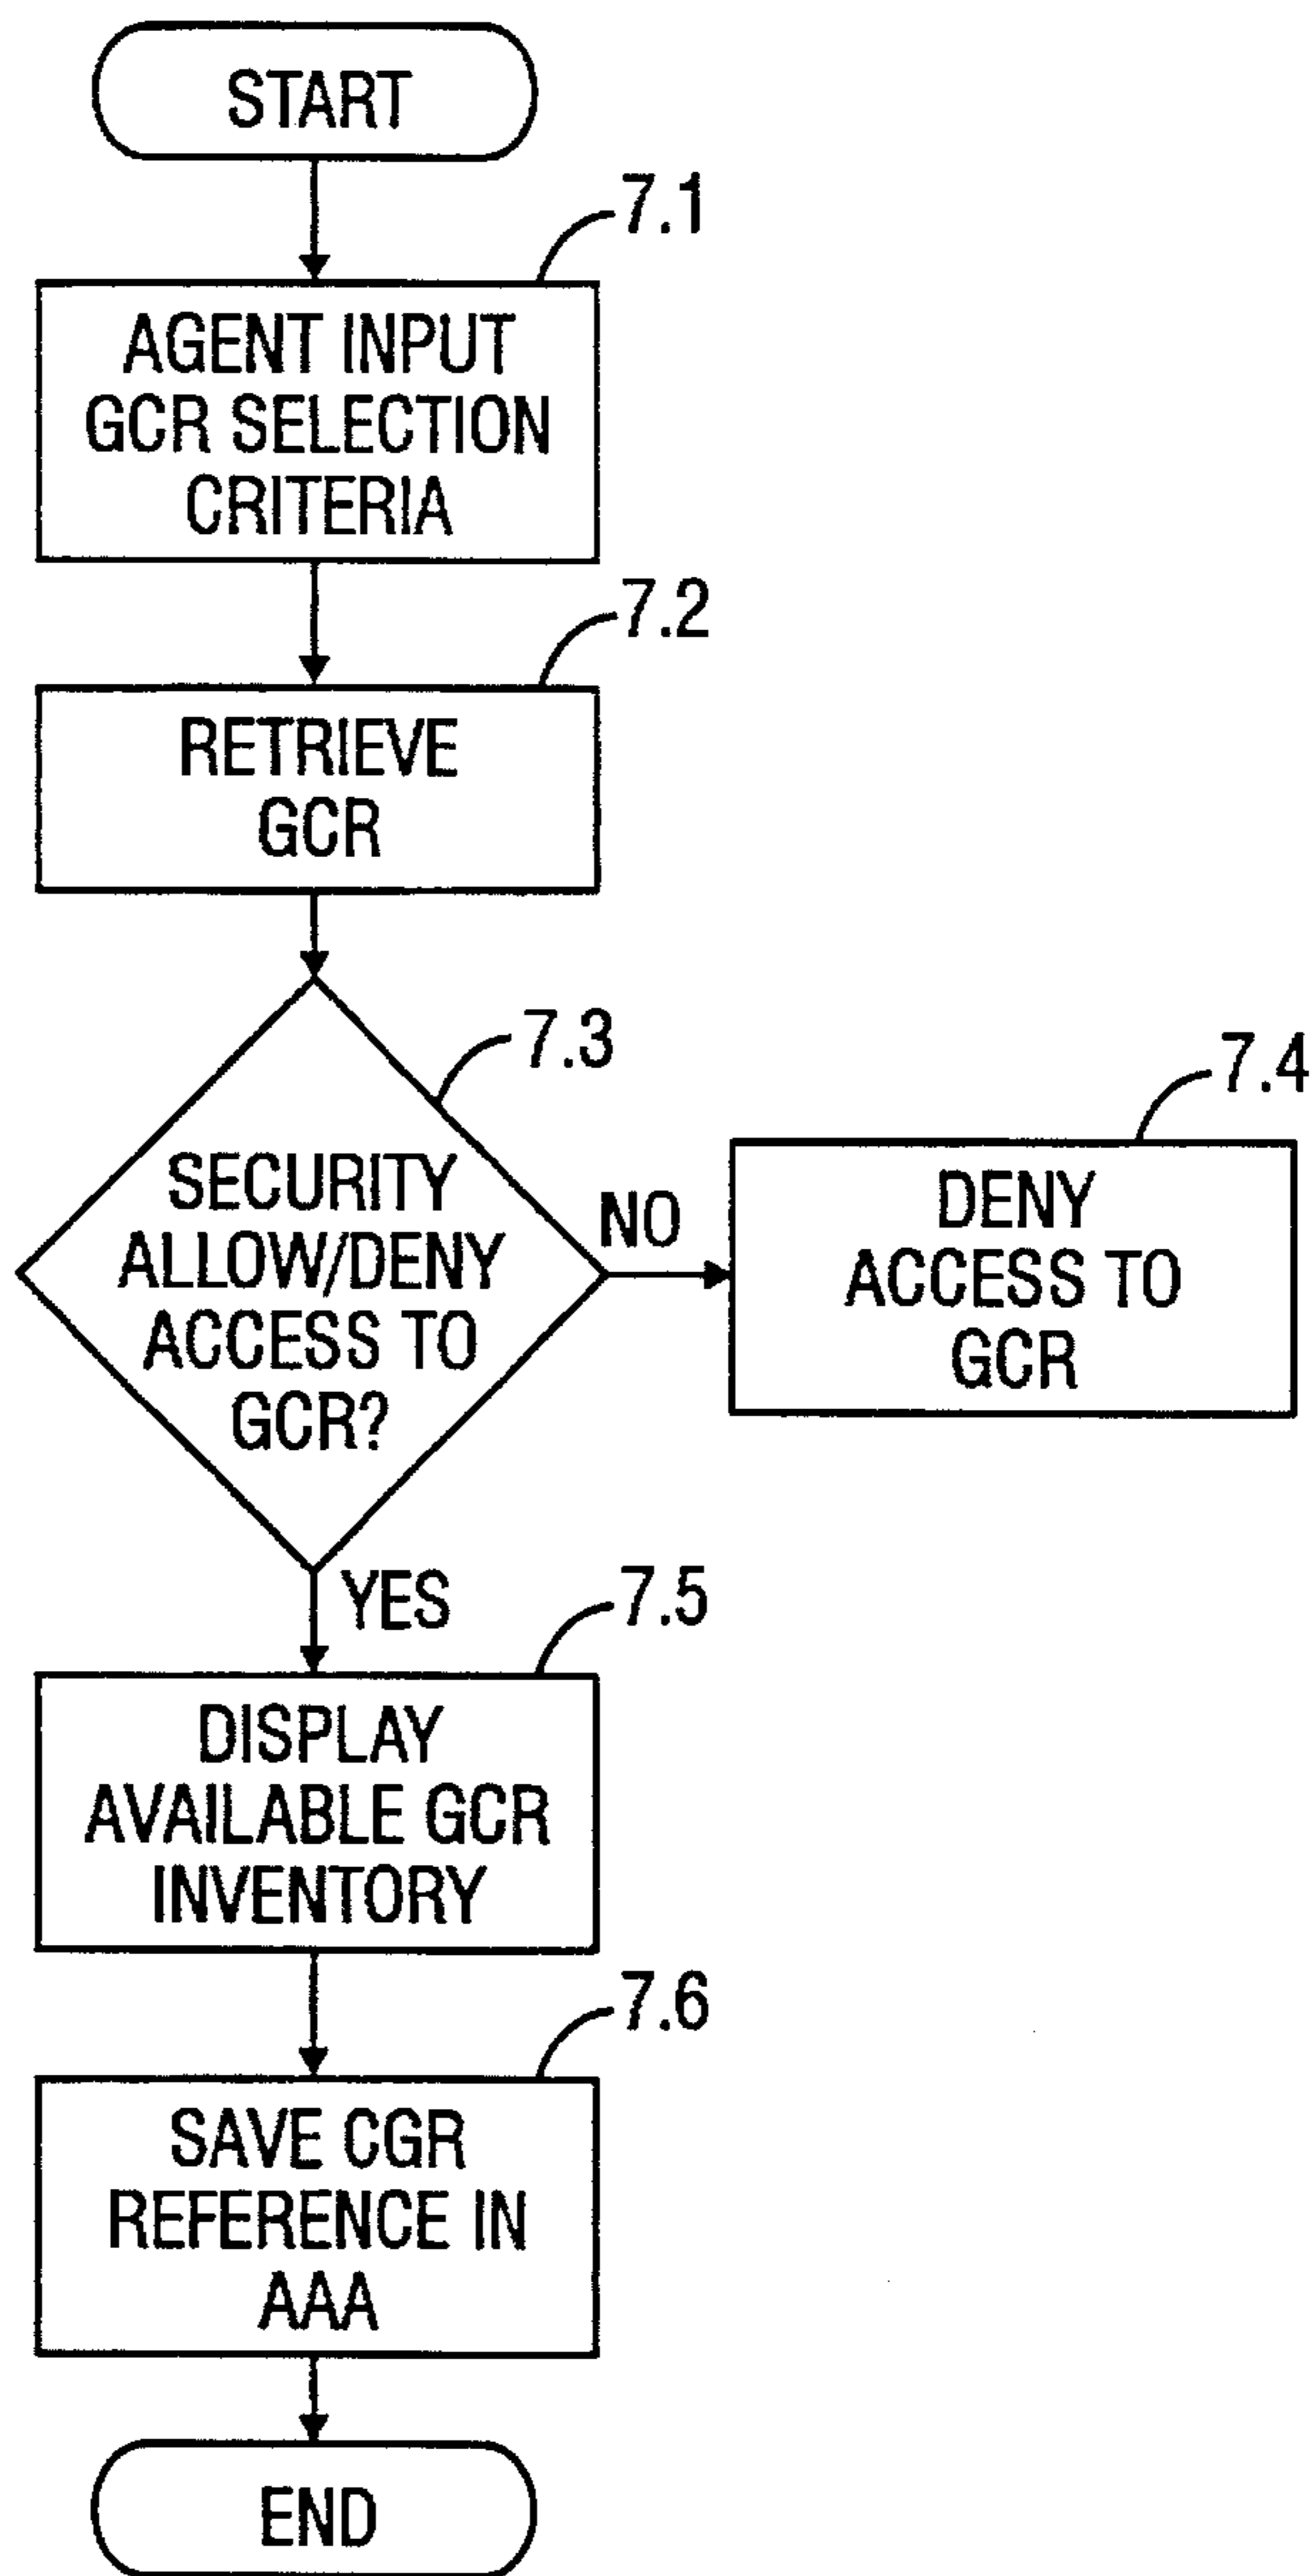 START
7.1
AGENT INPUT
GCR SELECTION
CRITERIA
7.2
RETRIEVE
GCR
7.3
SECURITY
ALLOW/DENY
ACCESS TO
GCR?
NO
7.4
DENY
ACCESS TO
GCR
YES
7.5
DISPLAY
AVAILABLE GCR
INVENTORY
7.6
SAVE CGR
REFERENCE IN
AAA
END